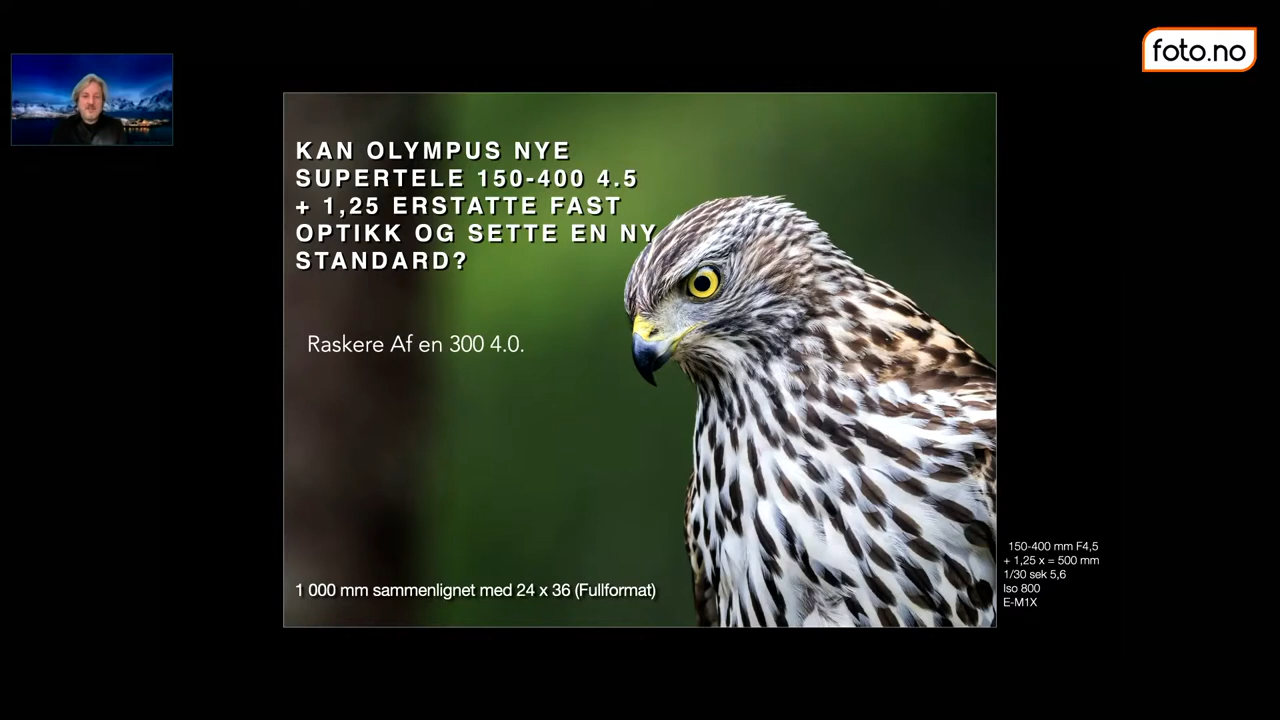 foto.no
KAN OLYMPUS NYE
SUPERTELE 150-400 4.5
+ 1,25 ERSTATTE FAST
OPTIKK OG SETTE EN NY
STANDARD?
Raskere Af en 300 4.0.
1 000 mm sammenlignet med 24 x 36 (Fullformat)
150-400 mm F4,5
+ 1,25 x = 500 mm
1/30 sek 5,6
Iso 800
E-M1X